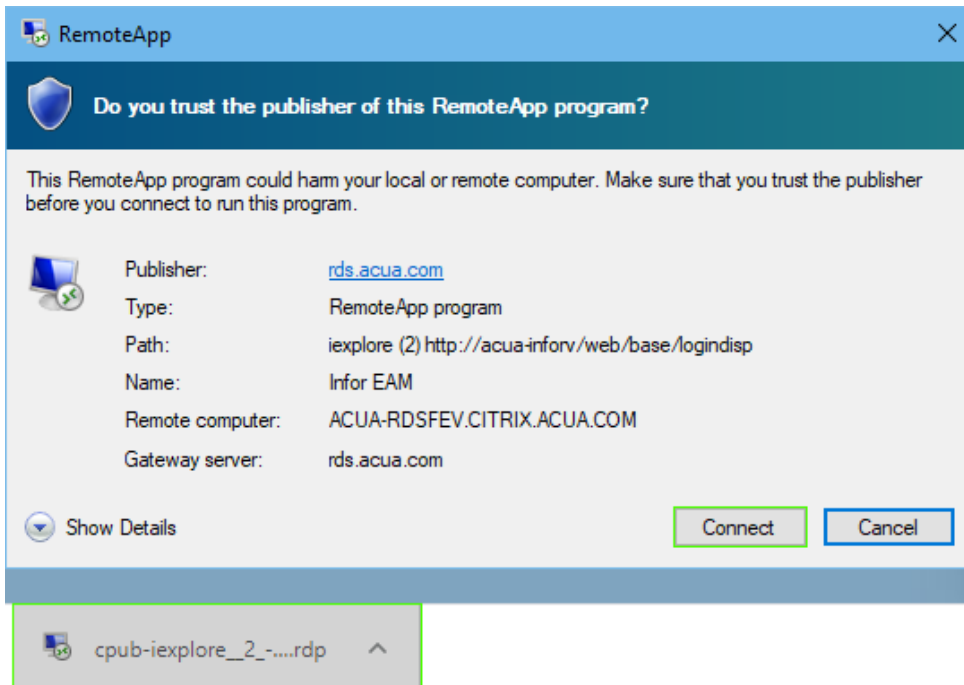 RemoteApp
Do you trust the publisher of this RemoteApp program?
This RemoteApp program could harm your local or remote computer. Make sure that you trust the publisher
before you connect to run this program.
Publisher: rds.acua.com
Type: RemoteApp program
Path: iexplore (2) http://acua-inforv/web/base/logindisp
Name: Infor EAM
Remote computer: ACUA-RDSFEV.CITRIX.ACUA.COM
Gateway server: rds.acua.com
Show Details
Connect
Cancel
cpub-iexplore__2_-....rdp